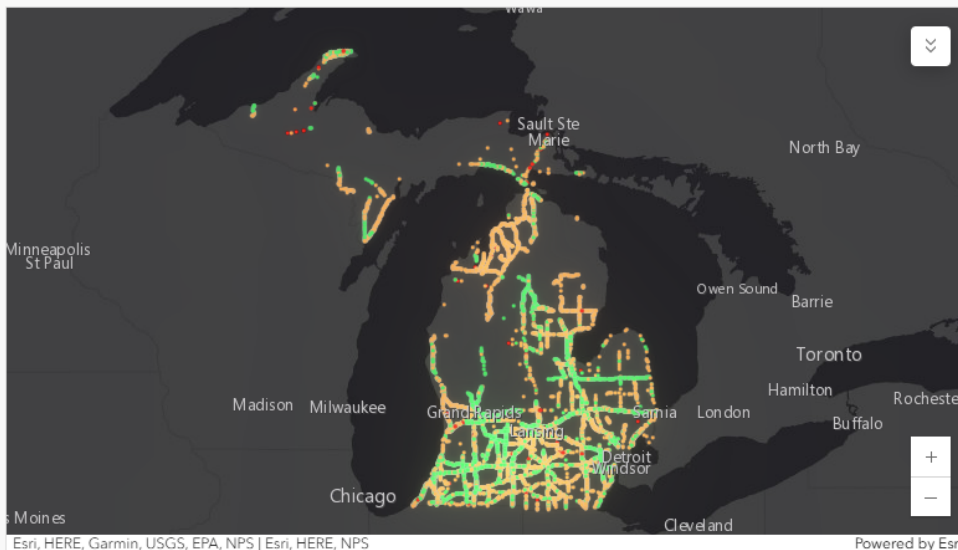 Wawa
Sault Ste
Marie
North Bay
Minneapolis
St Paul
Owen Sound
Barrie
Toronto
Hamilton
Rocheste
Madison
Milwaukee
Grand Rapids
Sarnia
London
Buffalo
Lansing
Detroit
Windsor
Chicago
s Moines
Cleveland
+
−
Esri, HERE, Garmin, USGS, EPA, NPS | Esri, HERE, NPS
Powered by Esr